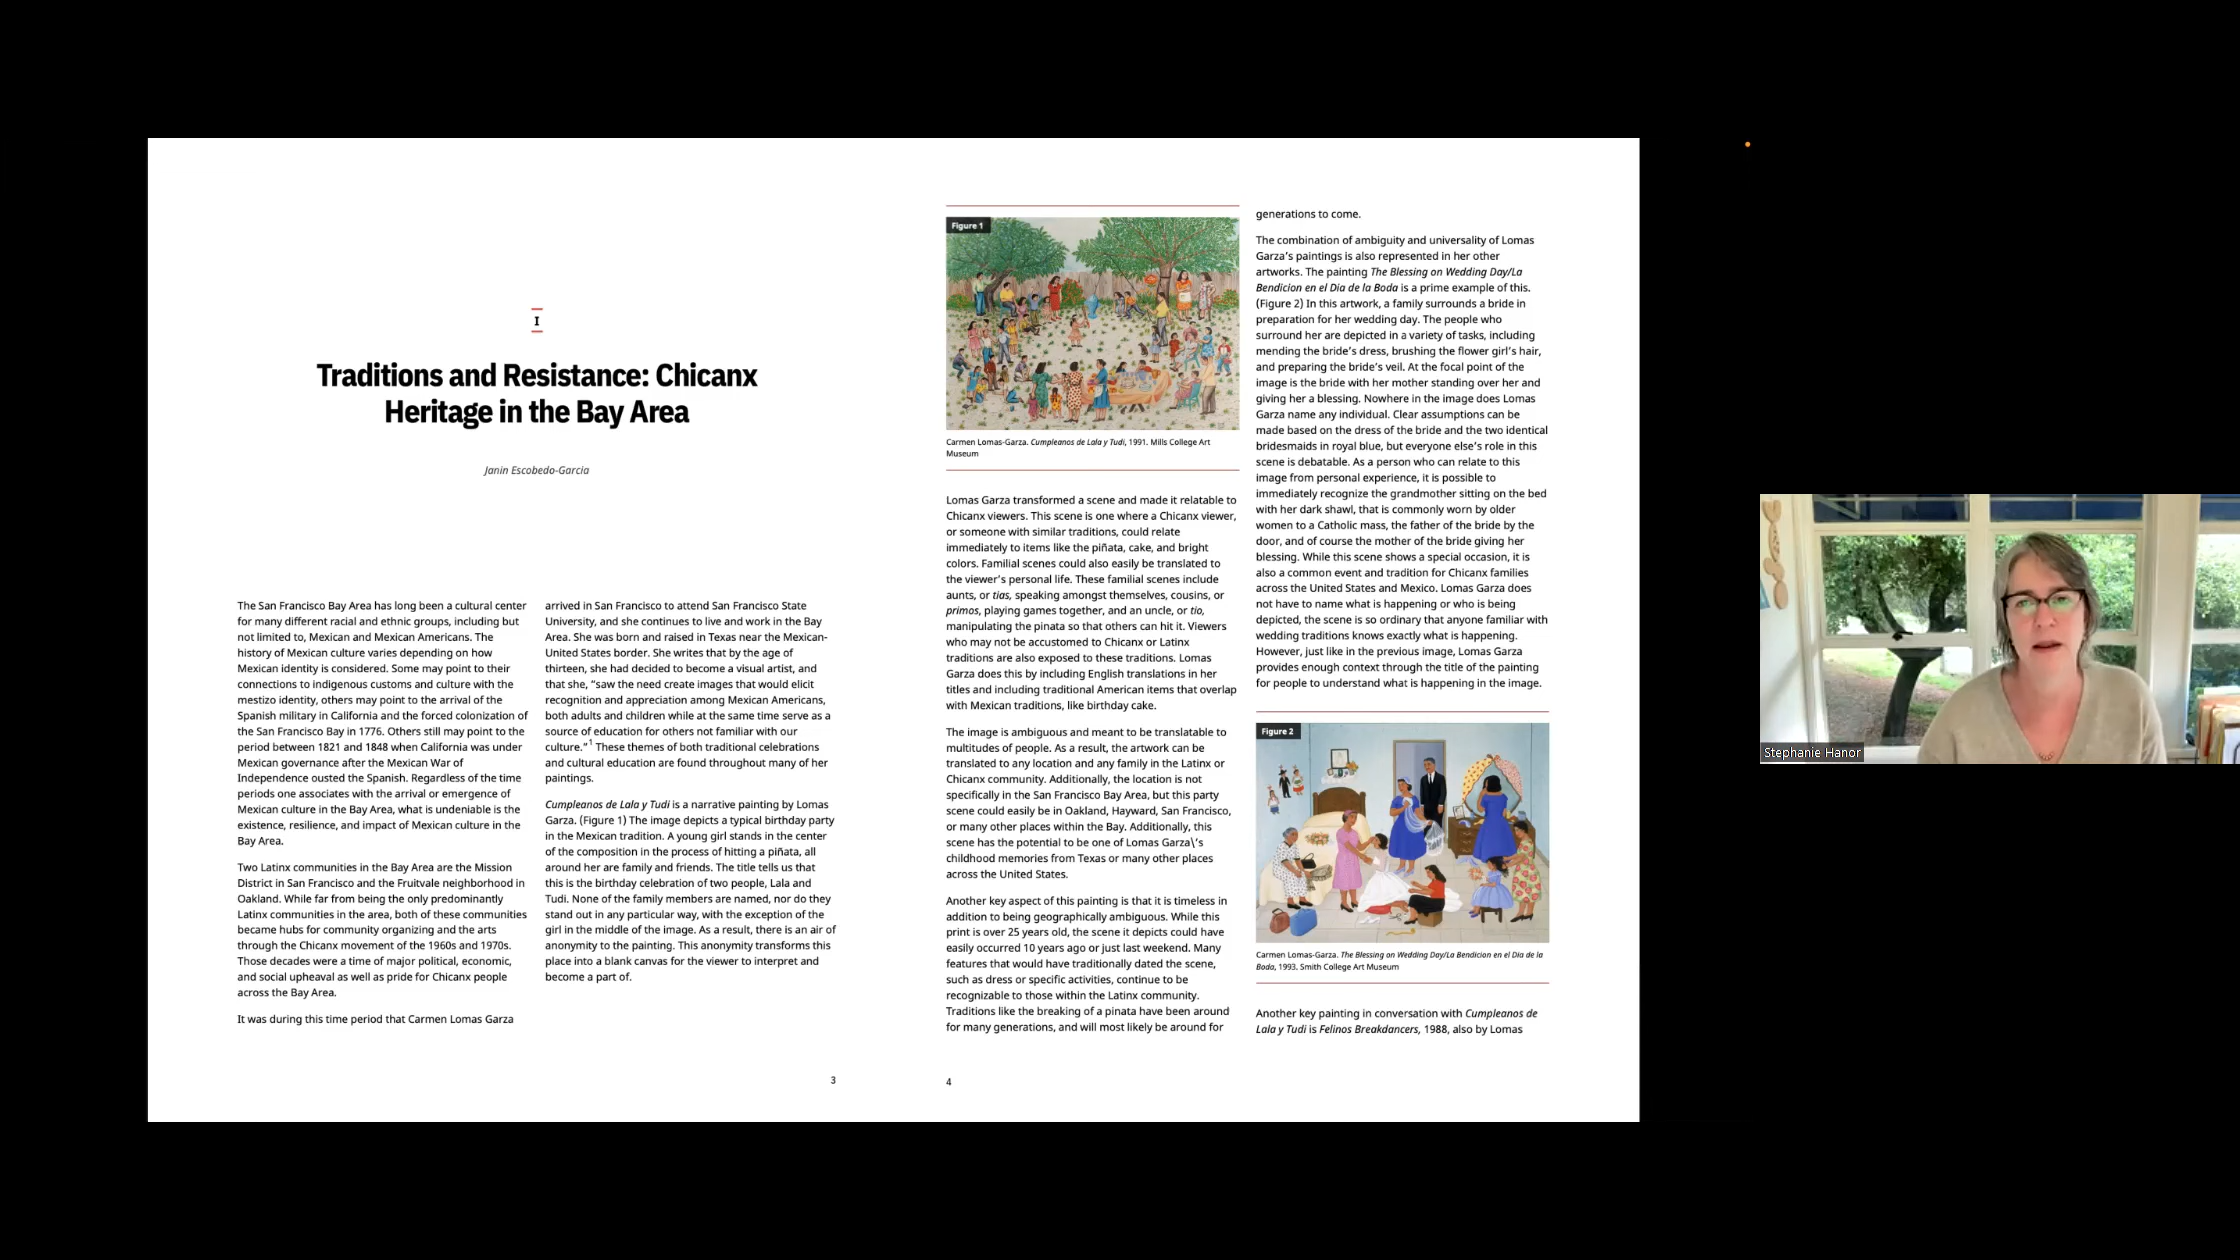 I
Traditions and Resistance: Chicanx
Heritage in the Bay Area
Janin Escobedo-Garcia
The San Francisco Bay Area has long been a cultural center
for many different racial and ethnic groups, including but
not limited to, Mexican and Mexican Americans. The
history of Mexican culture varies depending on how
Mexican identity is considered. Some may point to their
connections to indigenous customs and culture with the
mestizo identity, others may point to the arrival of the
Spanish military in California and the forced colonization of
the San Francisco Bay in 1776. Others still may point to the
period between 1821 and 1848 when California was under
Mexican governance after the Mexican War of
Independence ousted the Spanish. Regardless of the time
periods one associates with the arrival or emergence of
Mexican culture in the Bay Area, what is undeniable is the
existence, resilience, and impact of Mexican culture in the
Bay Area.
Two Latinx communities in the Bay Area are the Mission
District in San Francisco and the Fruitvale neighborhood in
Oakland. While far from being the only predominantly
Latinx communities in the area, both of these communities
became hubs for community organizing and the arts
through the Chicanx movement of the 1960s and 1970s.
Those decades were a time of major political, economic,
and social upheaval as well as pride for Chicanx people
across the Bay Area.
It was during this time period that Carmen Lomas Garza
arrived in San Francisco to attend San Francisco State
University, and she continues to live and work in the Bay
Area. She was born and raised in Texas near the Mexican-
United States border. She writes that by the age of
thirteen, she had decided to become a visual artist, and
that she, “saw the need create images that would elicit
recognition and appreciation among Mexican Americans,
both adults and children while at the same time serve as a
source of education for others not familiar with our
culture.”1 These themes of both traditional celebrations
and cultural education are found throughout many of her
paintings.
Cumpleanos de Lala y Tudi is a narrative painting by Lomas
Garza. (Figure 1) The image depicts a typical birthday party
in the Mexican tradition. A young girl stands in the center
of the composition in the process of hitting a piñata, all
around her are family and friends. The title tells us that
this is the birthday celebration of two people, Lala and
Tudi. None of the family members are named, nor do they
stand out in any particular way, with the exception of the
girl in the middle of the image. As a result, there is an air of
anonymity to the painting. This anonymity transforms this
place into a blank canvas for the viewer to interpret and
become a part of.
3
Figure 1
Carmen Lomas-Garza. Cumpleanos de Lala y Tudi, 1991. Mills College Art
Museum
Lomas Garza transformed a scene and made it relatable to
Chicanx viewers. This scene is one where a Chicanx viewer,
or someone with similar traditions, could relate
immediately to items like the piñata, cake, and bright
colors. Familial scenes could also easily be translated to
the viewer’s personal life. These familial scenes include
aunts, or tias, speaking amongst themselves, cousins, or
primos, playing games together, and an uncle, or tio,
manipulating the pinata so that others can hit it. Viewers
who may not be accustomed to Chicanx or Latinx
traditions are also exposed to these traditions. Lomas
Garza does this by including English translations in her
titles and including traditional American items that overlap
with Mexican traditions, like birthday cake.
The image is ambiguous and meant to be translatable to
multitudes of people. As a result, the artwork can be
translated to any location and any family in the Latinx or
Chicanx community. Additionally, the location is not
specifically in the San Francisco Bay Area, but this party
scene could easily be in Oakland, Hayward, San Francisco,
or many other places within the Bay. Additionally, this
scene has the potential to be one of Lomas Garza\’s
childhood memories from Texas or many other places
across the United States.
Another key aspect of this painting is that it is timeless in
addition to being geographically ambiguous. While this
print is over 25 years old, the scene it depicts could have
easily occurred 10 years ago or just last weekend. Many
features that would have traditionally dated the scene,
such as dress or specific activities, continue to be
recognizable to those within the Latinx community.
Traditions like the breaking of a pinata have been around
for many generations, and will most likely be around for
generations to come.
The combination of ambiguity and universality of Lomas
Garza’s paintings is also represented in her other
artworks. The painting The Blessing on Wedding Day/La
Bendicion en el Dia de la Boda is a prime example of this.
(Figure 2) In this artwork, a family surrounds a bride in
preparation for her wedding day. The people who
surround her are depicted in a variety of tasks, including
mending the bride’s dress, brushing the flower girl’s hair,
and preparing the bride’s veil. At the focal point of the
image is the bride with her mother standing over her and
giving her a blessing. Nowhere in the image does Lomas
Garza name any individual. Clear assumptions can be
made based on the dress of the bride and the two identical
bridesmaids in royal blue, but everyone else’s role in this
scene is debatable. As a person who can relate to this
image from personal experience, it is possible to
immediately recognize the grandmother sitting on the bed
with her dark shawl, that is commonly worn by older
women to a Catholic mass, the father of the bride by the
door, and of course the mother of the bride giving her
blessing. While this scene shows a special occasion, it is
also a common event and tradition for Chicanx families
across the United States and Mexico. Lomas Garza does
not have to name what is happening or who is being
depicted, the scene is so ordinary that anyone familiar with
wedding traditions knows exactly what is happening.
However, just like in the previous image, Lomas Garza
provides enough context through the title of the painting
for people to understand what is happening in the image.
Figure 2
Carmen Lomas-Garza. The Blessing on Wedding Day/La Bendicion en el Dia de la
Boda, 1993. Smith College Art Museum
Another key painting in conversation with Cumpleanos de
Lala y Tudi is Felinos Breakdancers, 1988, also by Lomas
4
Stephanie Hanor